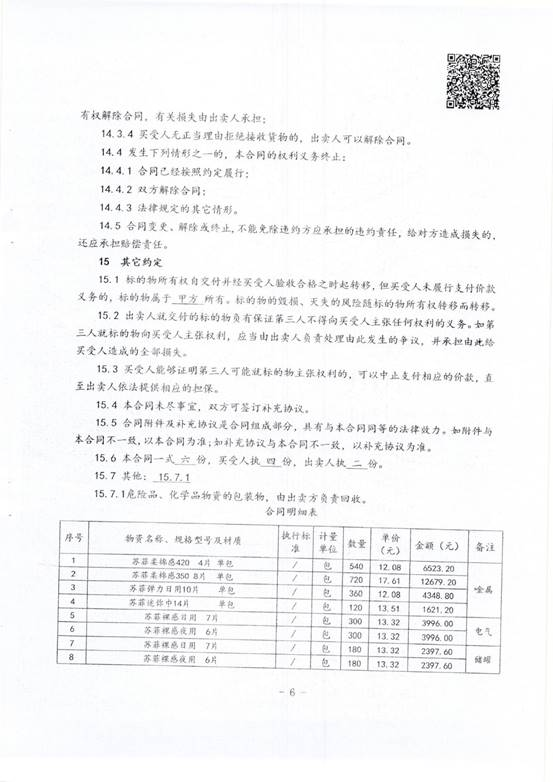 有权解除合同，有关损失由出卖人承担；
14.3.4 买受人无正当理由拒绝接收货物的，出卖人可以解除合同。
14.4 发生下列情形之一的，本合同的权利义务终止：
14.4.1 合同已经按照约定履行；
14.4.2 双方解除合同；
14.4.3 法律规定的其它情形。
14.5 合同变更、解除或终止，不能免除违约方应承担的违约责任，给对方造成损失的，
还应承担赔偿责任。
15 其它约定
15.1 标的物所有权自交付并经买受人验收合格之时起转移，但买受人未履行支付价款
义务的，标的物属于 甲方 所有。标的物的毁损、灭失的风险随标的物所有权转移而转移。
15.2 出卖人就交付的标的物负有保证第三人不得向买受人主张任何权利的义务。如第
三人就标的物向买受人主张权利，应当由出卖人负责处理由此发生的争议，并承担由此给
买受人造成的全部损失。
15.3 买受人能够证明第三人可能就标的物主张权利的，可以中止支付相应的价款，直
至出卖人依法提供相应的担保。
15.4 本合同未尽事宜，双方可签订补充协议。
15.5 合同附件及补充协议是合同组成部分，具有与本合同同等的法律效力。如附件与
本合同不一致，以本合同为准；如补充协议与本合同不一致，以补充协议为准。
15.6 本合同一式 六 份，买受人执 四 份，出卖人执 二 份。
15.7 其他：15.7.1
15.7.1危险品、化学品物资的包装物，由出卖方负责回收。
合同明细表
序号 物资名称、规格型号及材质 执行标准 计量单位 数量 单价（元） 金额（元） 备注
1 苏菲柔棉感420 4片 单包 / 包 540 12.08 6523.20
2 苏菲柔棉感350 8片 单包 / 包 720 17.61 12679.20 金属
3 苏菲弹力日用10片 单包 / 包 360 12.08 4348.80
4 苏菲迷你巾14片 单包 / 包 120 13.51 1621.20
5 苏菲裸感日用 7片 / 包 300 13.32 3996.00 电气
6 苏菲裸感夜用 6片 / 包 300 13.32 3996.00
7 苏菲裸感日用 7片 / 包 180 13.32 2397.60 储罐
8 苏菲裸感夜用 6片 / 包 180 13.32 2397.60
- 6 -